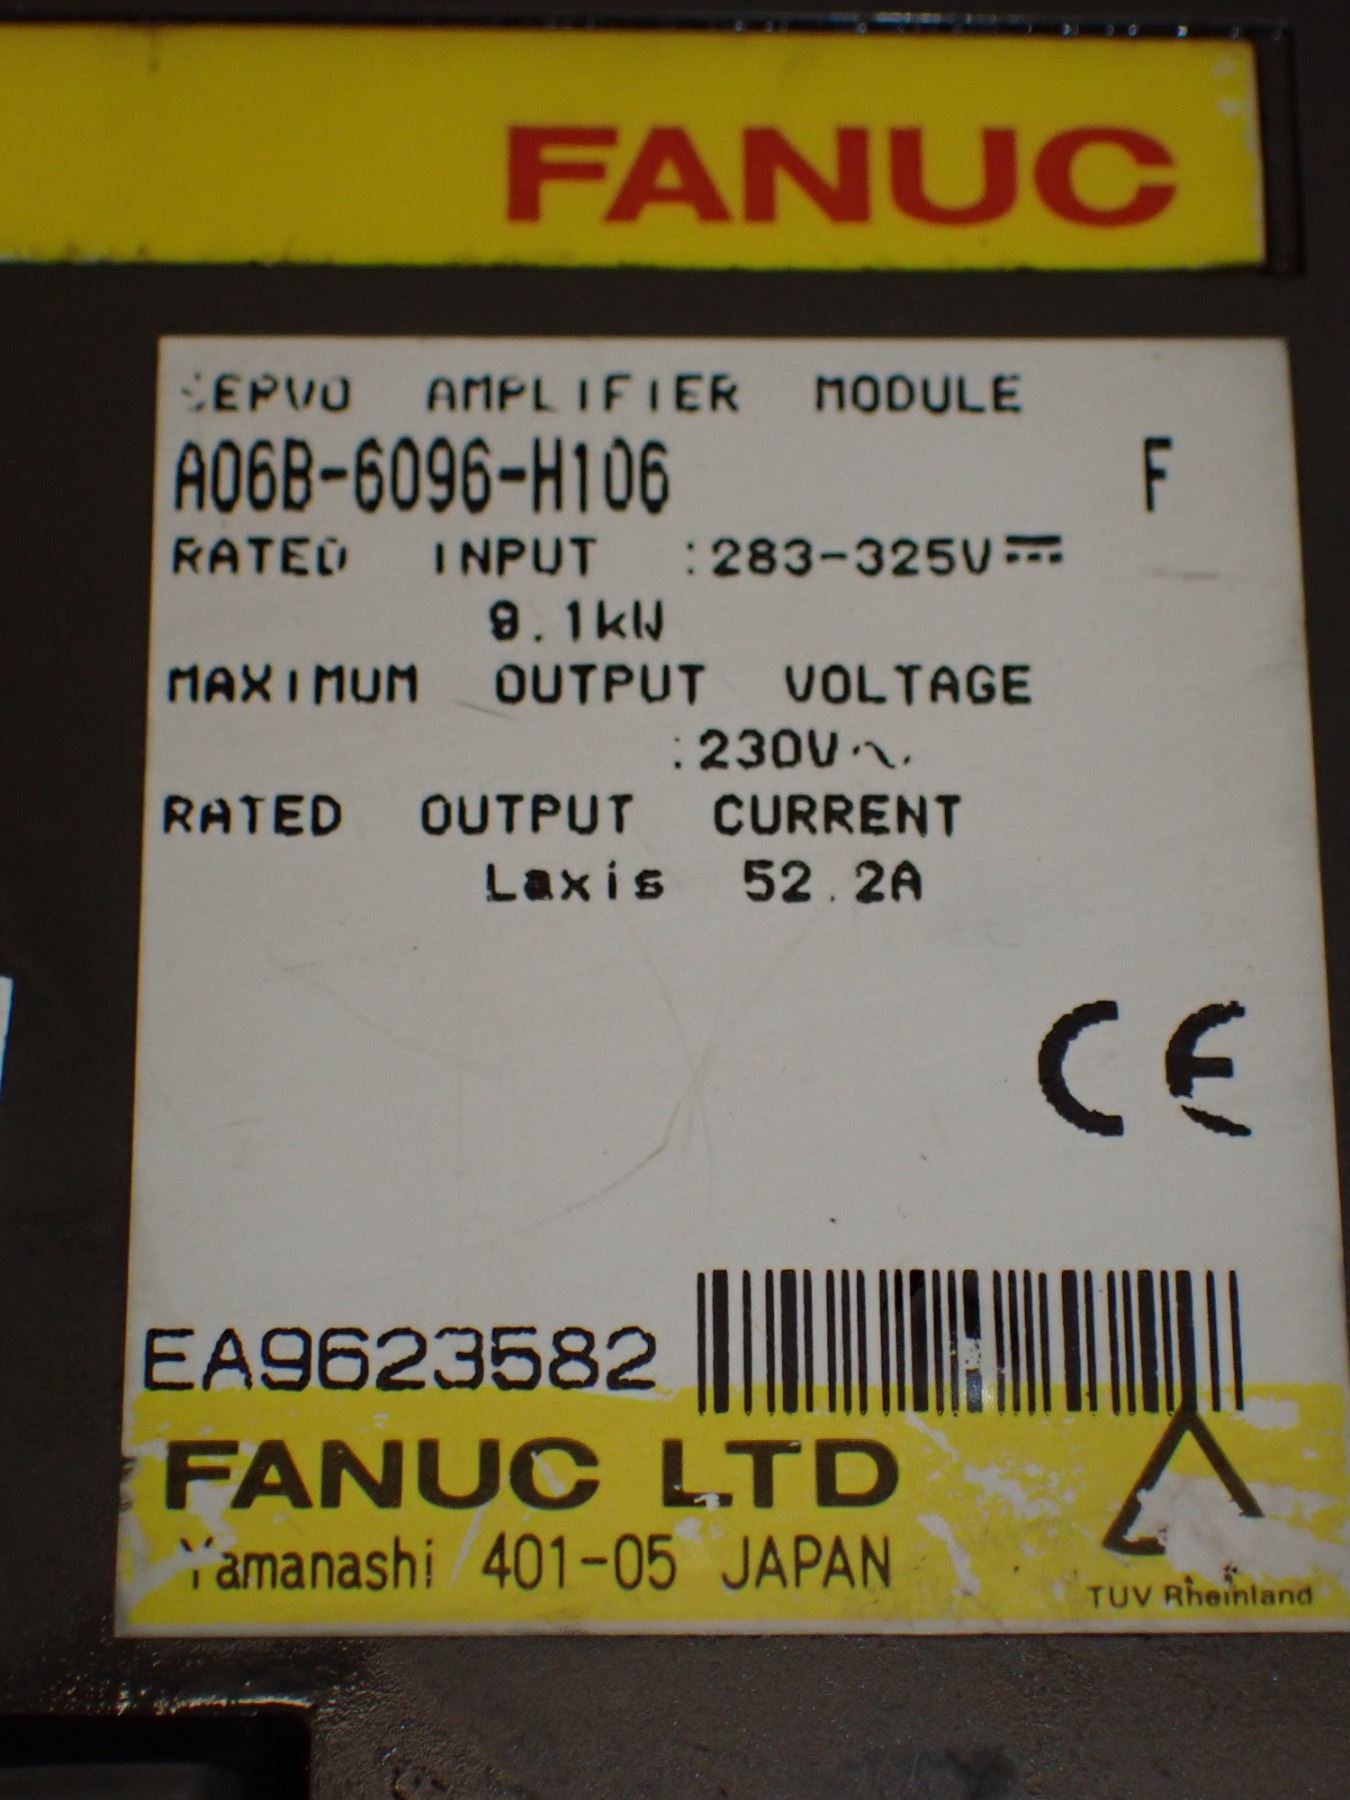 FANUC
SERVO AMPLIFIER MODULE
A06B-6096-H106 F
RATED INPUT :283-325V⎓
9.1kW
MAXIMUM OUTPUT VOLTAGE
:230V~
RATED OUTPUT CURRENT
Laxis 52.2A
CE
EA9623582
FANUC LTD
Yamanashi 401-05 JAPAN
TUV Rheinland